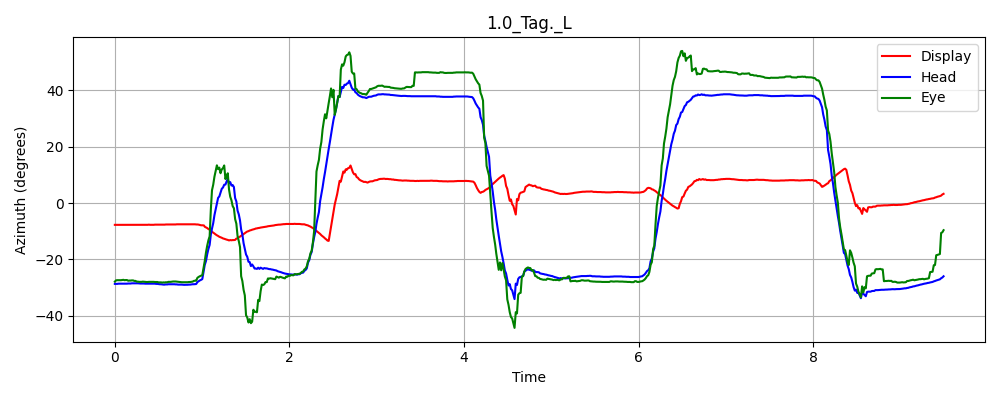 1.0_Tag._L
Display
Head
Eye
Azimuth (degrees)
40
20
0
−20
−40
0 2 4 6 8
Time